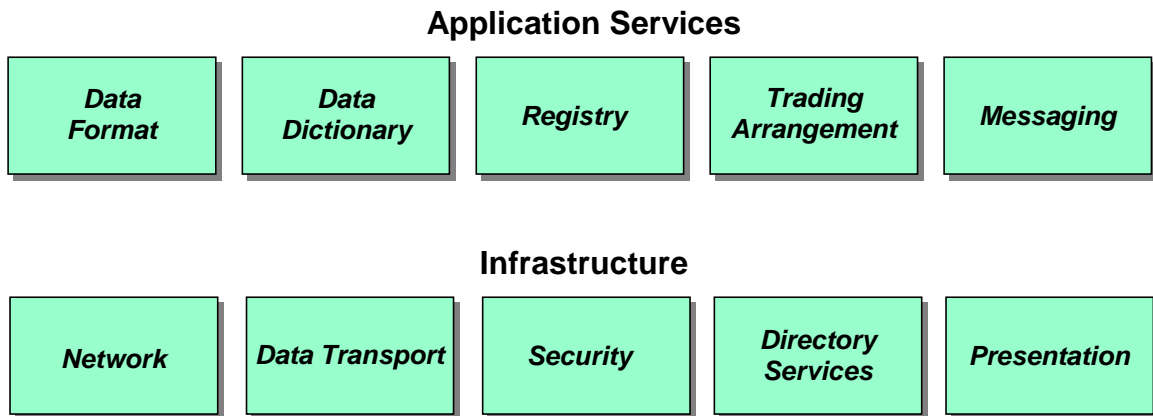 Application Services
Data
Format
Data
Dictionary
Registry
Trading
Arrangement
Messaging
Infrastructure
Network
Data Transport
Security
Directory
Services
Presentation